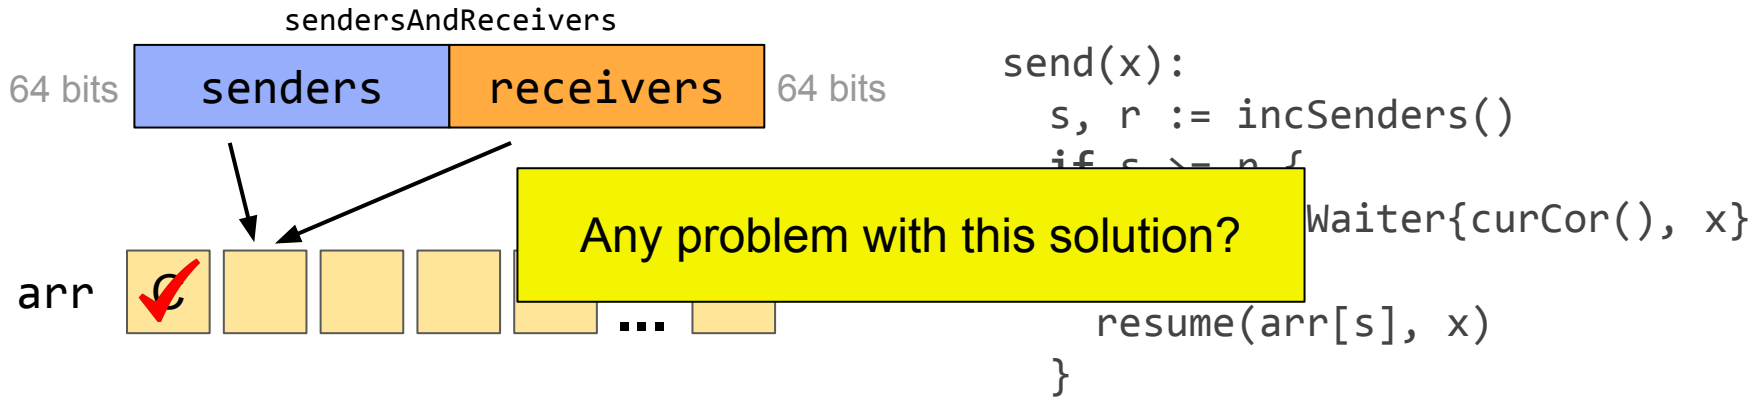 sendersAndReceivers
64 bits senders receivers 64 bits
arr C ...
send(x):
s, r := incSenders()
if s >= r {
Waiter{curCor(), x}
resume(arr[s], x)
}
Any problem with this solution?